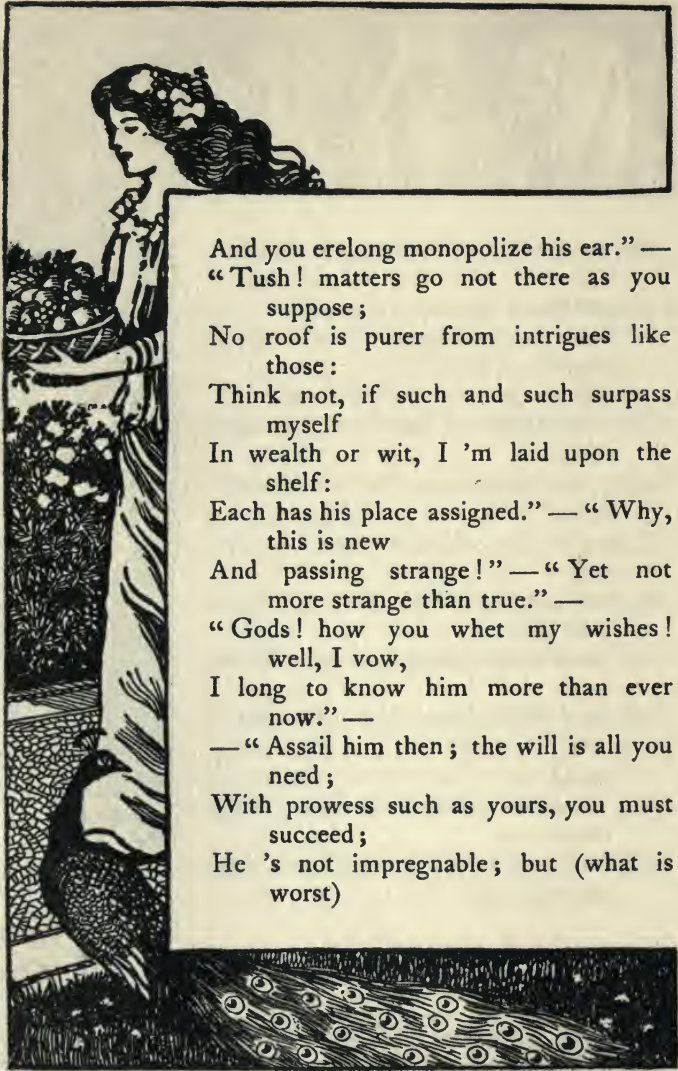 And you erelong monopolize his ear.” —
“Tush! matters go not there as you
suppose;
No roof is purer from intrigues like
those:
Think not, if such and such surpass
myself
In wealth or wit, I 'm laid upon the
shelf:
Each has his place assigned.” — “Why,
this is new
And passing strange!” — “Yet not
more strange than true.” —
“Gods! how you whet my wishes!
well, I vow,
I long to know him more than ever
now.” —
— “Assail him then; the will is all you
need;
With prowess such as yours, you must
succeed;
He 's not impregnable; but (what is
worst)